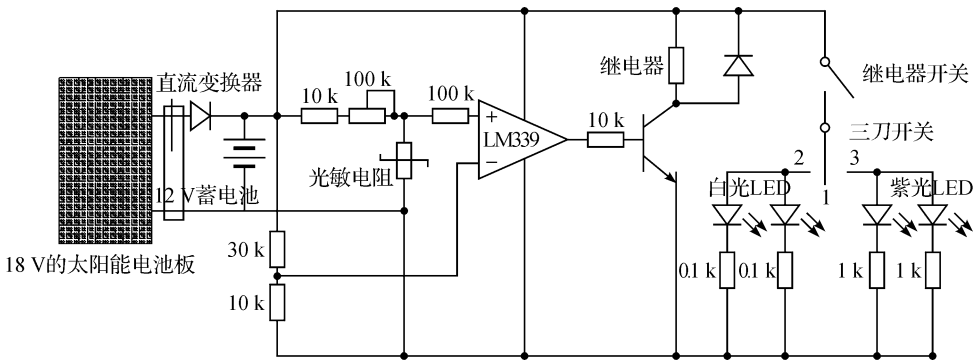 直流变换器
10 k
100 k
100 k
+
−
LM339
10 k
继电器
继电器开关
三刀开关
光敏电阻
12 V蓄电池
18 V的太阳能电池板
30 k
10 k
2
3
1
白光LED
紫光LED
0.1 k
0.1 k
1 k
1 k